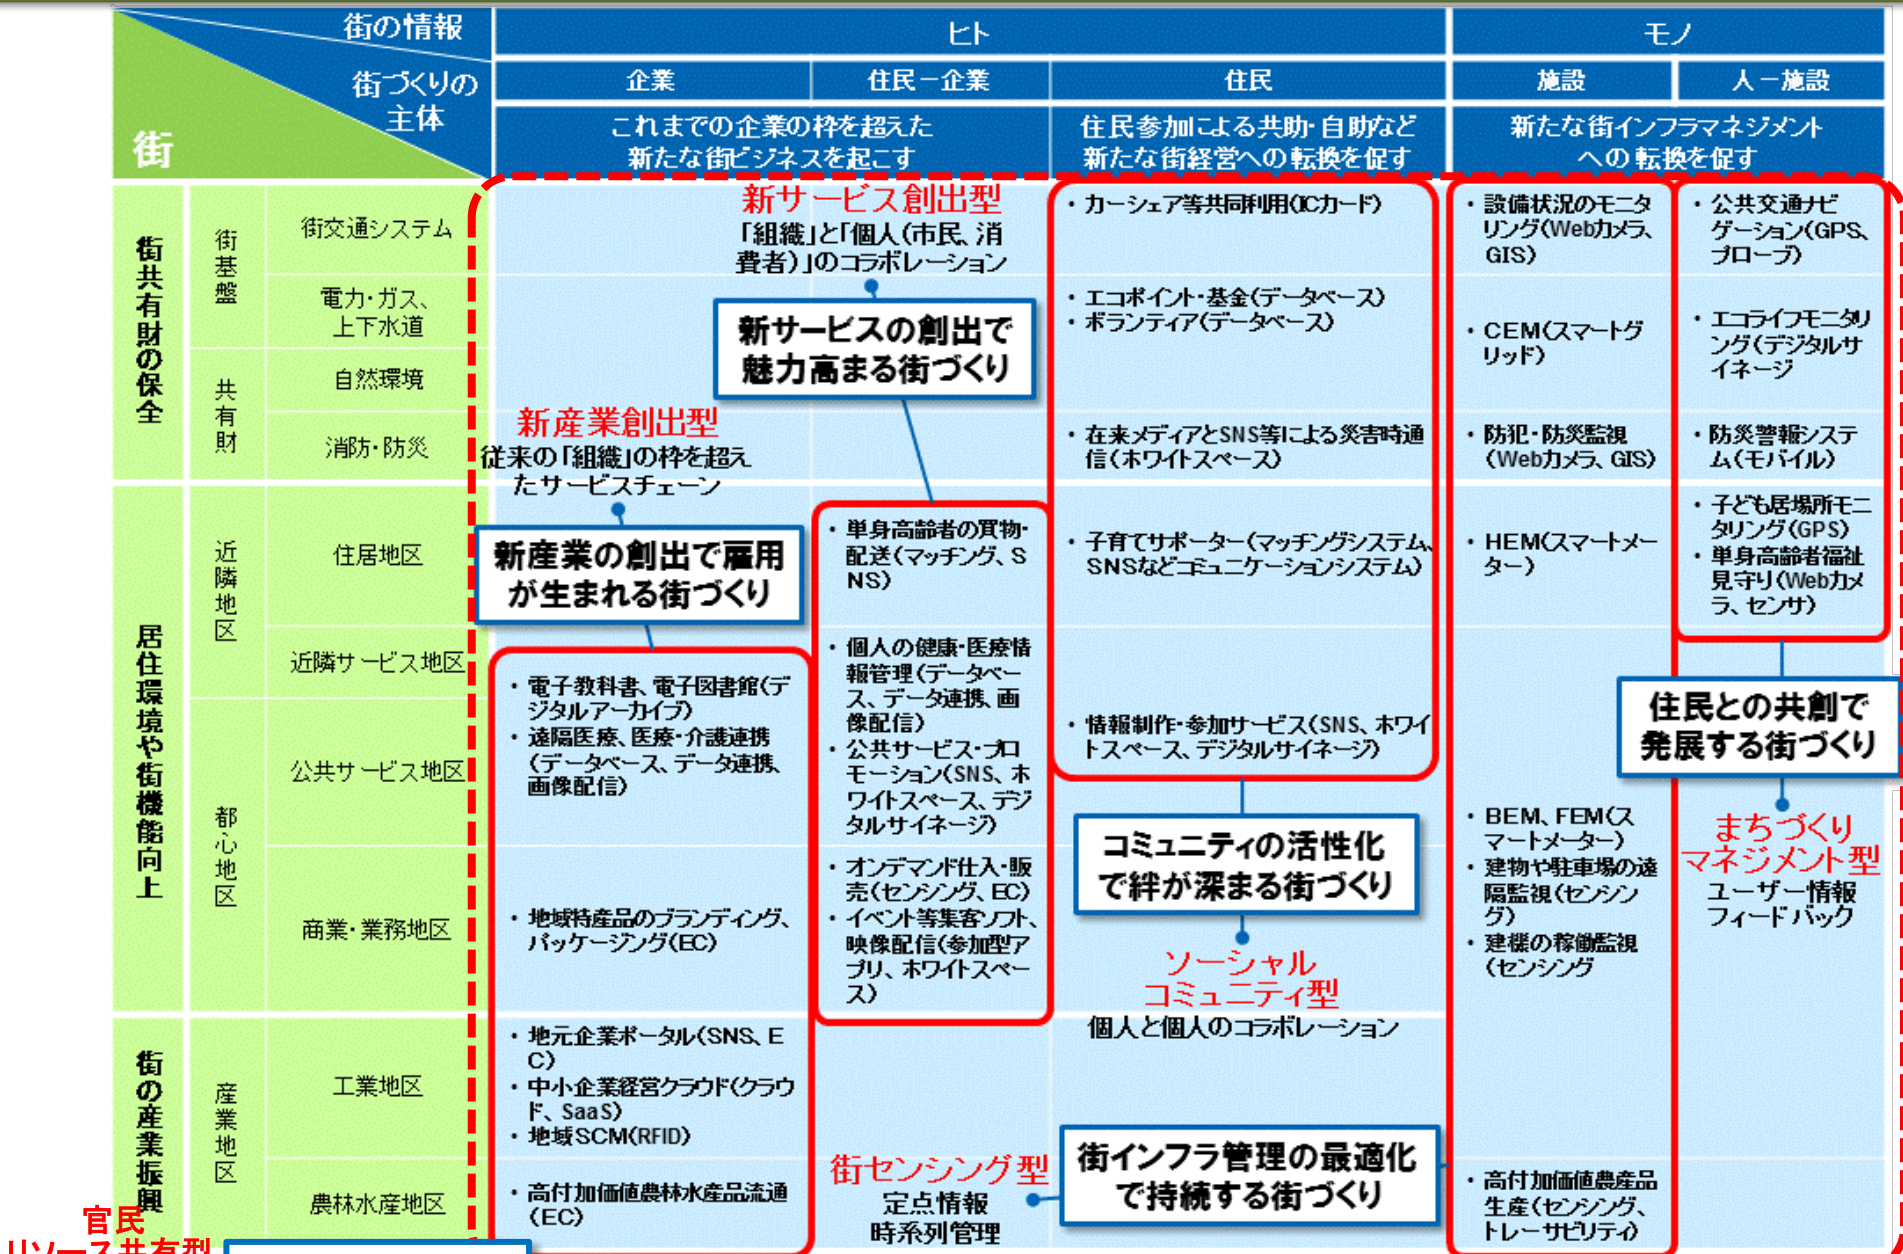 街の情報
街づくりの
主体
街
ヒト
モノ
企業
住民－企業
住民
施設
人－施設
これまでの企業の枠を超えた
新たな街ビジネスを起こす
住民参加による共助・自助など
新たな街経営への転換を促す
新たな街インフラマネジメント
への転換を促す
街共有財の保全
街基盤
街交通システム
電力・ガス、
上下水道
共有財
自然環境
消防・防災
居住環境や街機能向上
近隣地区
住居地区
近隣サービス地区
都心地区
公共サービス地区
商業・業務地区
街の産業振興
産業地区
工業地区
農林水産地区
新サービス創出型
「組織」と「個人（市民、消
費者）」のコラボレーション
新サービスの創出で
魅力高まる街づくり
新産業創出型
従来の「組織」の枠を超え
たサービスチェーン
新産業の創出で雇用
が生まれる街づくり
・電子教科書、電子図書館（デ
ジタルアーカイブ）
・遠隔医療、医療・介護連携
（データベース、データ連携、
画像配信）
・地域特産品のブランディング、
パッケージング（EC）
・地元企業ポータル（SNS、E
C）
・中小企業経営クラウド（クラウ
ド、SaaS）
・地域SCM（RFID）
・高付加価値農林水産品流通
（EC）
・単身高齢者の買物・
配送（マッチング、S
NS）
・個人の健康・医療情
報管理（データベー
ス、データ連携、画
像配信）
・公共サービス・プロ
モーション（SNS、ホ
ワイトスペース、デジ
タルサイネージ）
・オンデマンド仕入・販
売（センシング、EC）
・イベント等集客ソフト、
映像配信（参加型ア
プリ、ホワイトスペー
ス）
・カーシェア等共同利用（ICカード）
・エコポイント・基金（データベース）
・ボランティア（データベース）
・在来メディアとSNS等による災害時通
信（ホワイトスペース）
・子育てサポーター（マッチングシステム、
SNSなどコミュニケーションシステム）
・情報制作・参加サービス（SNS、ホワイ
トスペース、デジタルサイネージ）
コミュニティの活性化
で絆が深まる街づくり
ソーシャル
コミュニティ型
個人と個人のコラボレーション
・設備状況のモニタ
リング（Webカメラ、
GIS）
・CEM（スマートグ
リッド）
・防犯・防災監視
（Webカメラ、GIS）
・HEM（スマートメー
ター）
・BEM、FEM（ス
マートメーター）
・建物や駐車場の遠
隔監視（センシン
グ）
・建機の稼働監視
（センシング
・高付加価値農産品
生産（センシング、
トレーサビリティ）
・公共交通ナビ
ゲーション（GPS、
プローブ）
・エコライフモニタリ
ング（デジタルサ
イネージ
・防災警報システ
ム（モバイル）
・子ども居場所モニ
タリング（GPS）
・単身高齢者福祉
見守り（Webカメ
ラ、センサ）
住民との共創で
発展する街づくり
まちづくり
マネジメント型
ユーザー情報
フィードバック
街センシング型
定点情報
時系列管理
街インフラ管理の最適化
で持続する街づくり
官民
リソース共有型